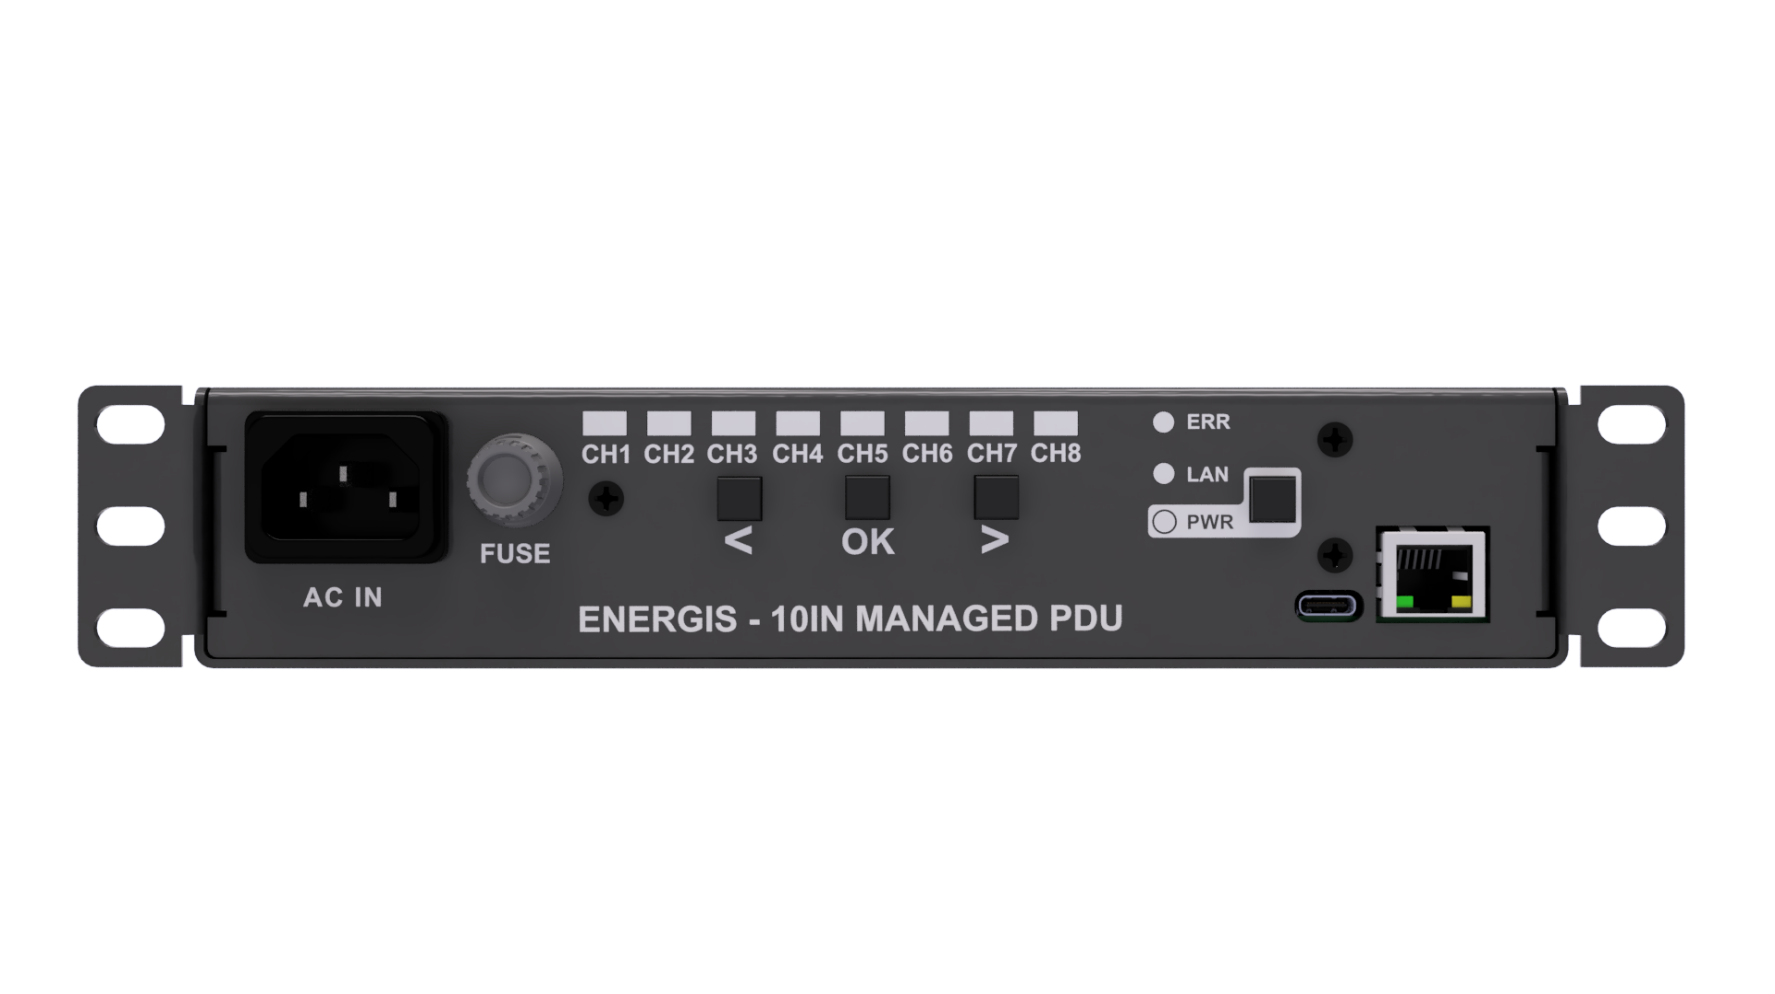 ERR
CH1 CH2 CH3 CH4 CH5 CH6 CH7 CH8
LAN
PWR
< OK >
FUSE
AC IN
ENERGIS - 10IN MANAGED PDU